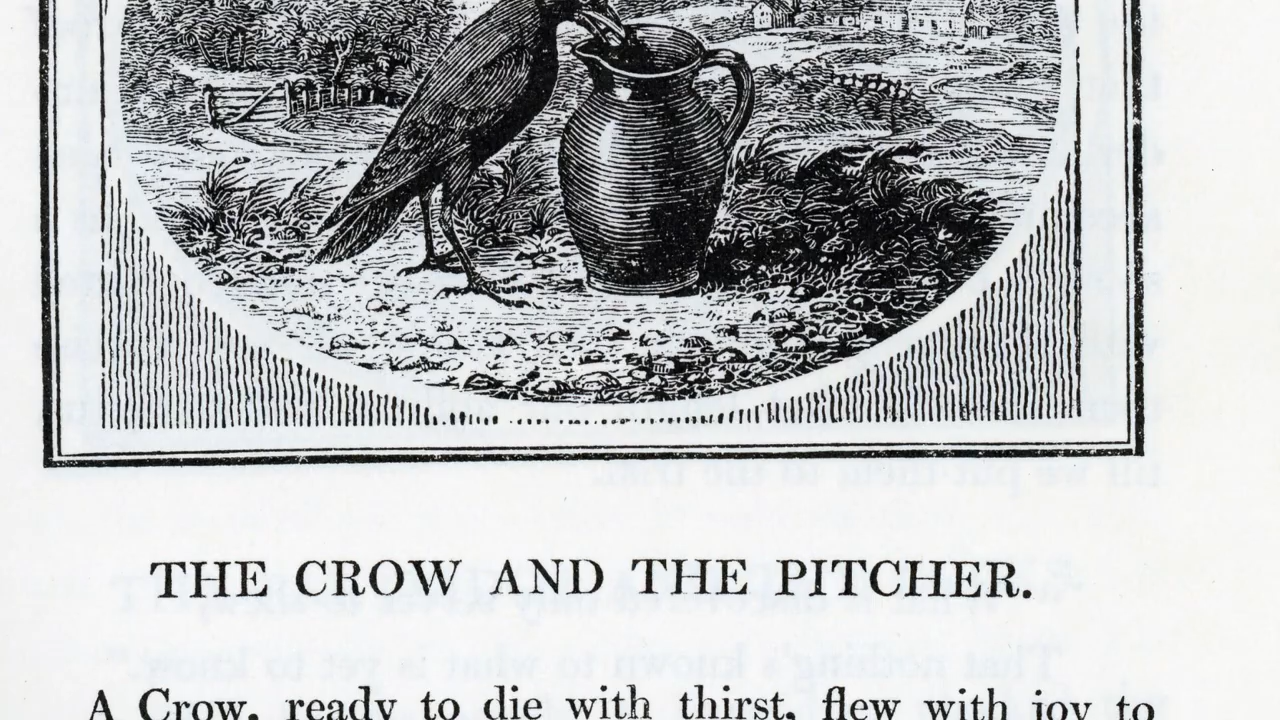 THE CROW AND THE PITCHER.
A Crow, ready to die with thirst, flew with joy to